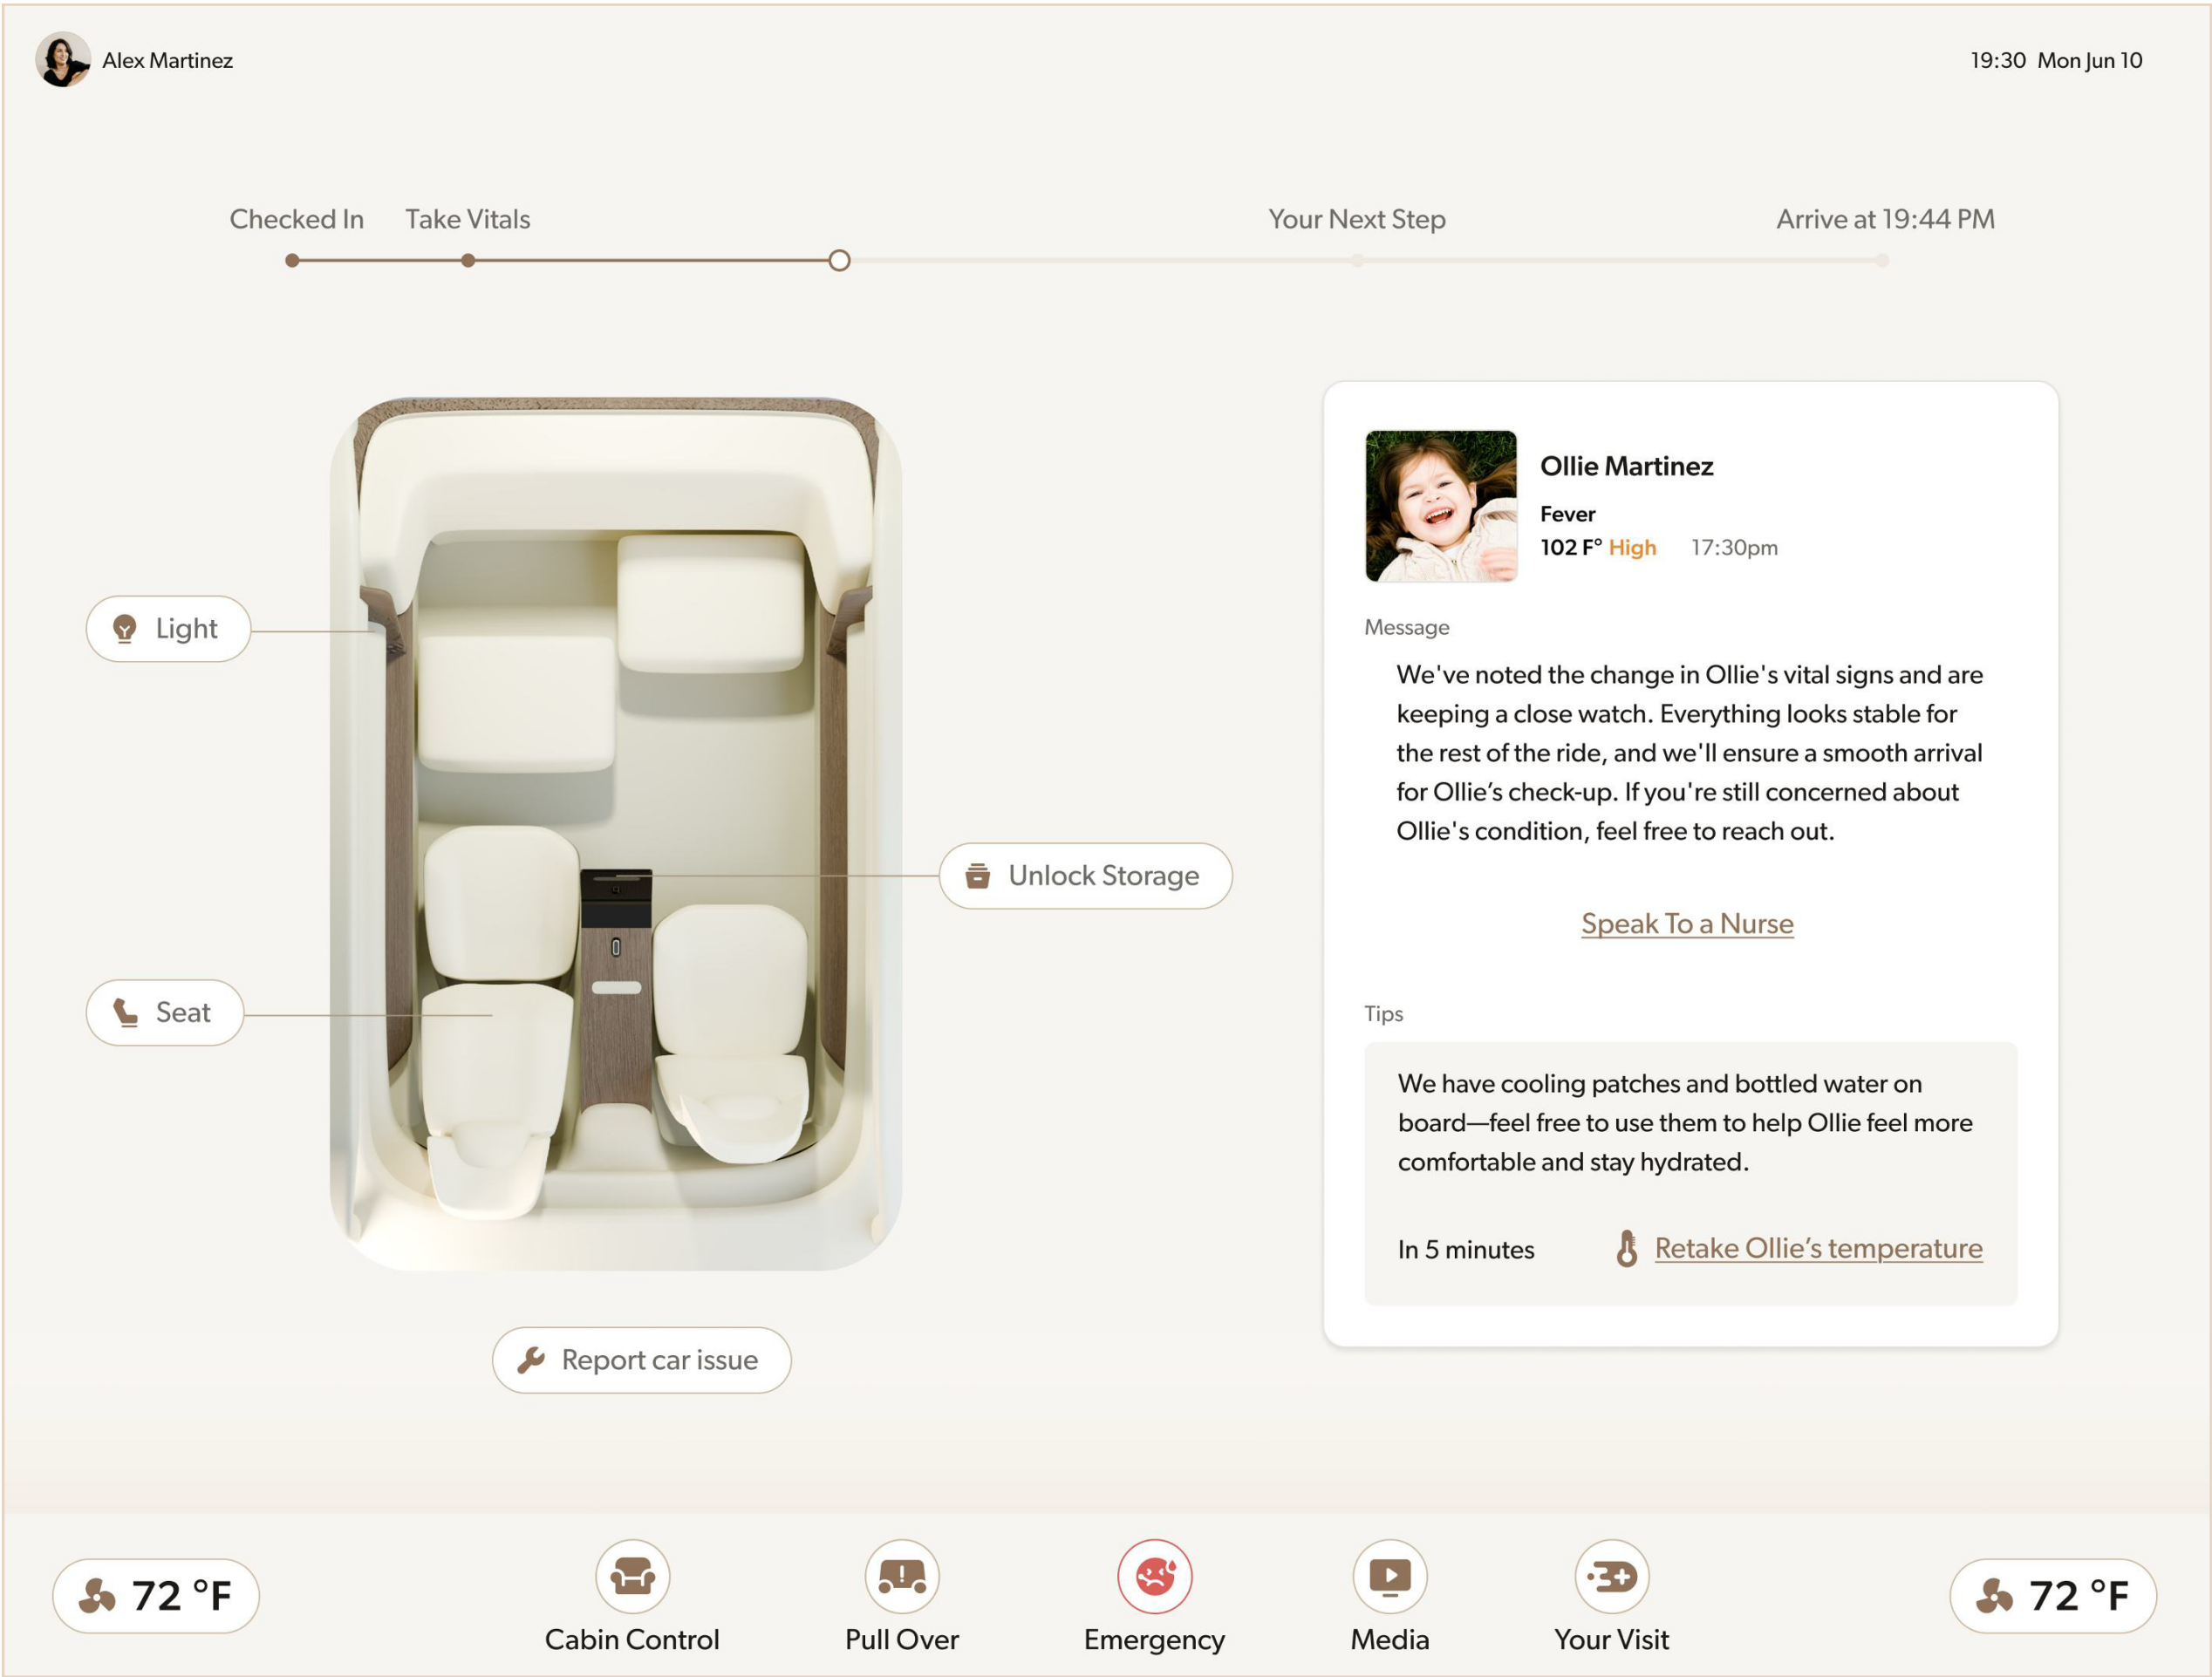 Alex Martinez
19:30 Mon Jun 10
Checked In
Take Vitals
Your Next Step
Arrive at 19:44 PM
Light
Seat
Unlock Storage
Report car issue
Ollie Martinez
Fever
102 F° High 17:30pm
Message
We've noted the change in Ollie's vital signs and are
keeping a close watch. Everything looks stable for
the rest of the ride, and we'll ensure a smooth arrival
for Ollie’s check-up. If you're still concerned about
Ollie's condition, feel free to reach out.
Speak To a Nurse
Tips
We have cooling patches and bottled water on
board—feel free to use them to help Ollie feel more
comfortable and stay hydrated.
In 5 minutes
Retake Ollie’s temperature
72 °F
Cabin Control
Pull Over
Emergency
Media
Your Visit
72 °F